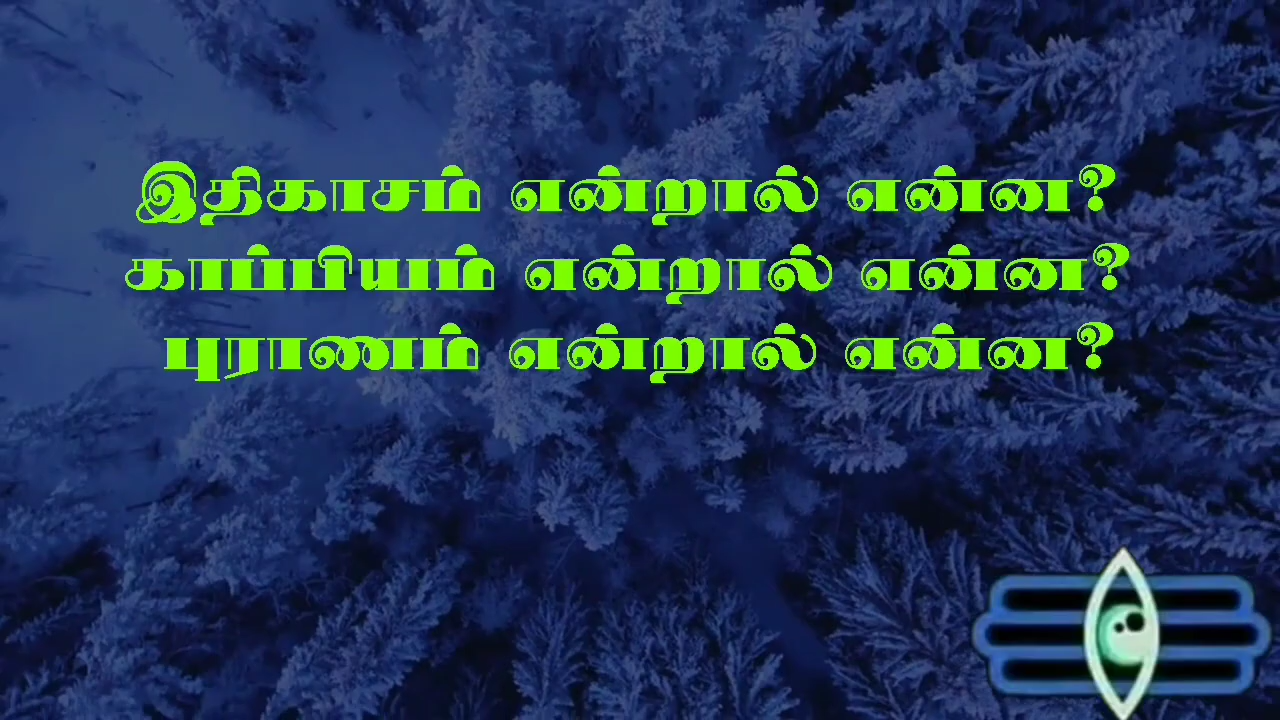 இதிகாசம் என்றால் என்ன?
காப்பியம் என்றால் என்ன?
புராணம் என்றால் என்ன?